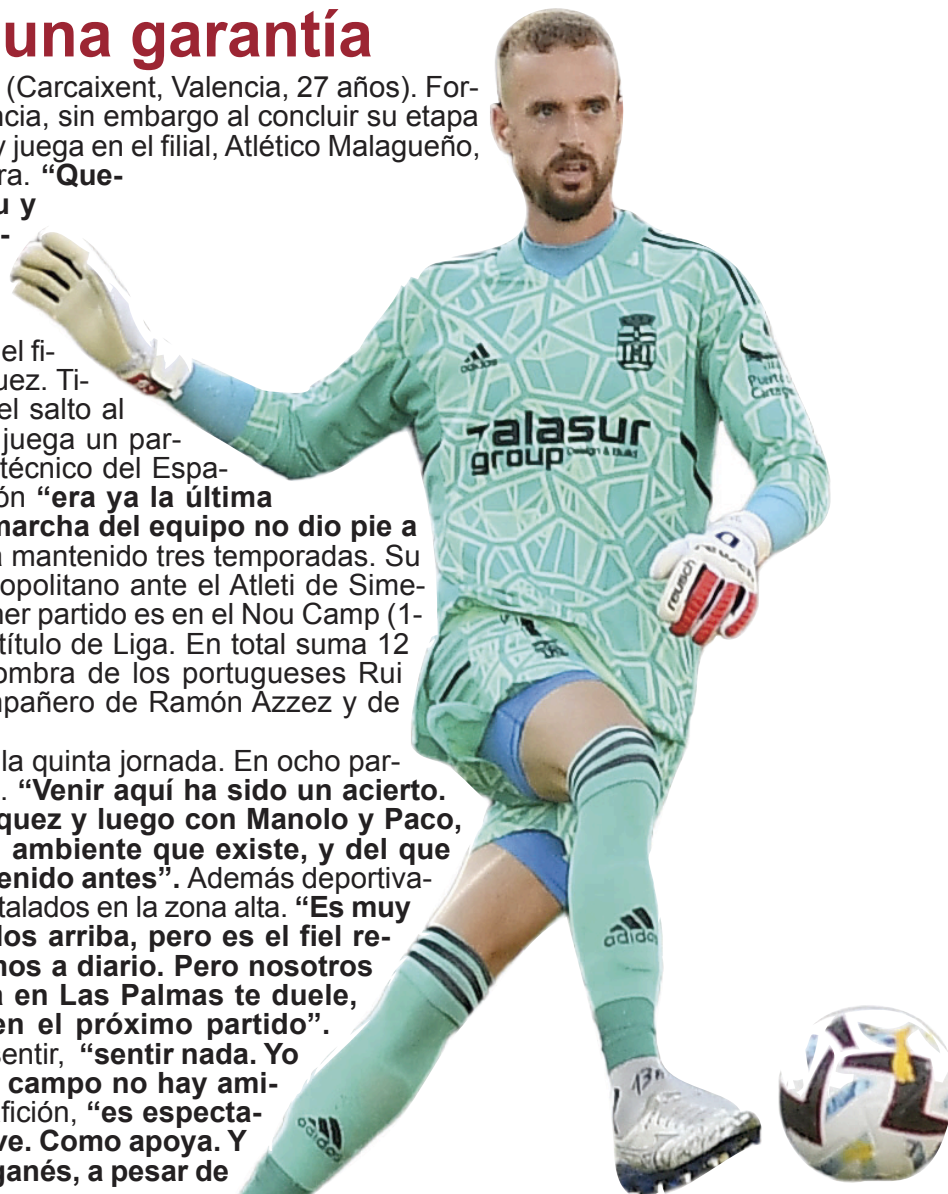 una garantía
(Carcaixent, Valencia, 27 años). For-
ncia, sin embargo al concluir su etapa
y juega en el filial, Atlético Malagueño,
ra. “Que-
u y
-
el fi-
uez. Ti-
el salto al
juega un par-
técnico del Espa-
ón “era ya la última
marcha del equipo no dio pie a
a mantenido tres temporadas. Su
opolitano ante el Atleti de Sime-
ner partido es en el Nou Camp (1-
título de Liga. En total suma 12
ombra de los portugueses Rui
mpañero de Ramón Azzez y de
la quinta jornada. En ocho par-
. “Venir aquí ha sido un acierto.
quez y luego con Manolo y Paco,
ambiente que existe, y del que
enido antes”. Además deportiva-
talados en la zona alta. “Es muy
dos arriba, pero es el fiel re-
mos a diario. Pero nosotros
a en Las Palmas te duele,
en el próximo partido”.
sentir, “sentir nada. Yo
campo no hay ami-
fición, “es especta-
ve. Como apoya. Y
ganés, a pesar de
adidas
alasur
group Design & Build
reusch
D
adidas
adidas
13